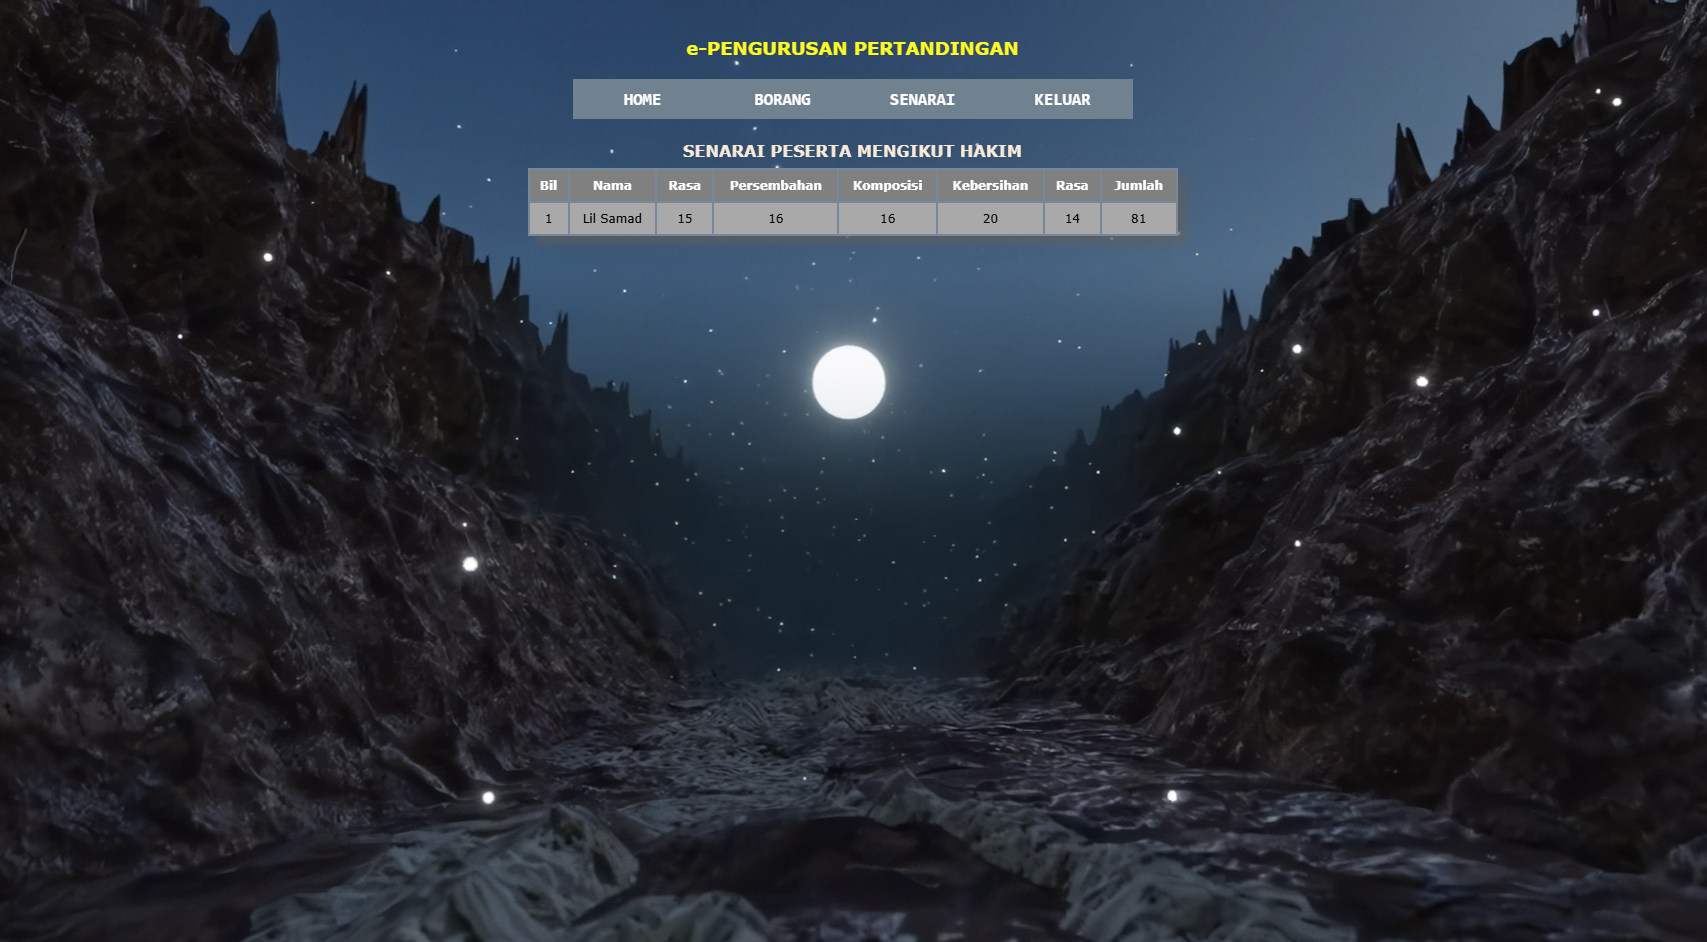 e-PENGURUSAN PERTANDINGAN
HOME BORANG SENARAI KELUAR
SENARAI PESERTA MENGIKUT HAKIM
Bil Nama Rasa Persembahan Komposisi Kebersihan Rasa Jumlah
1 Lil Samad 15 16 16 20 14 81